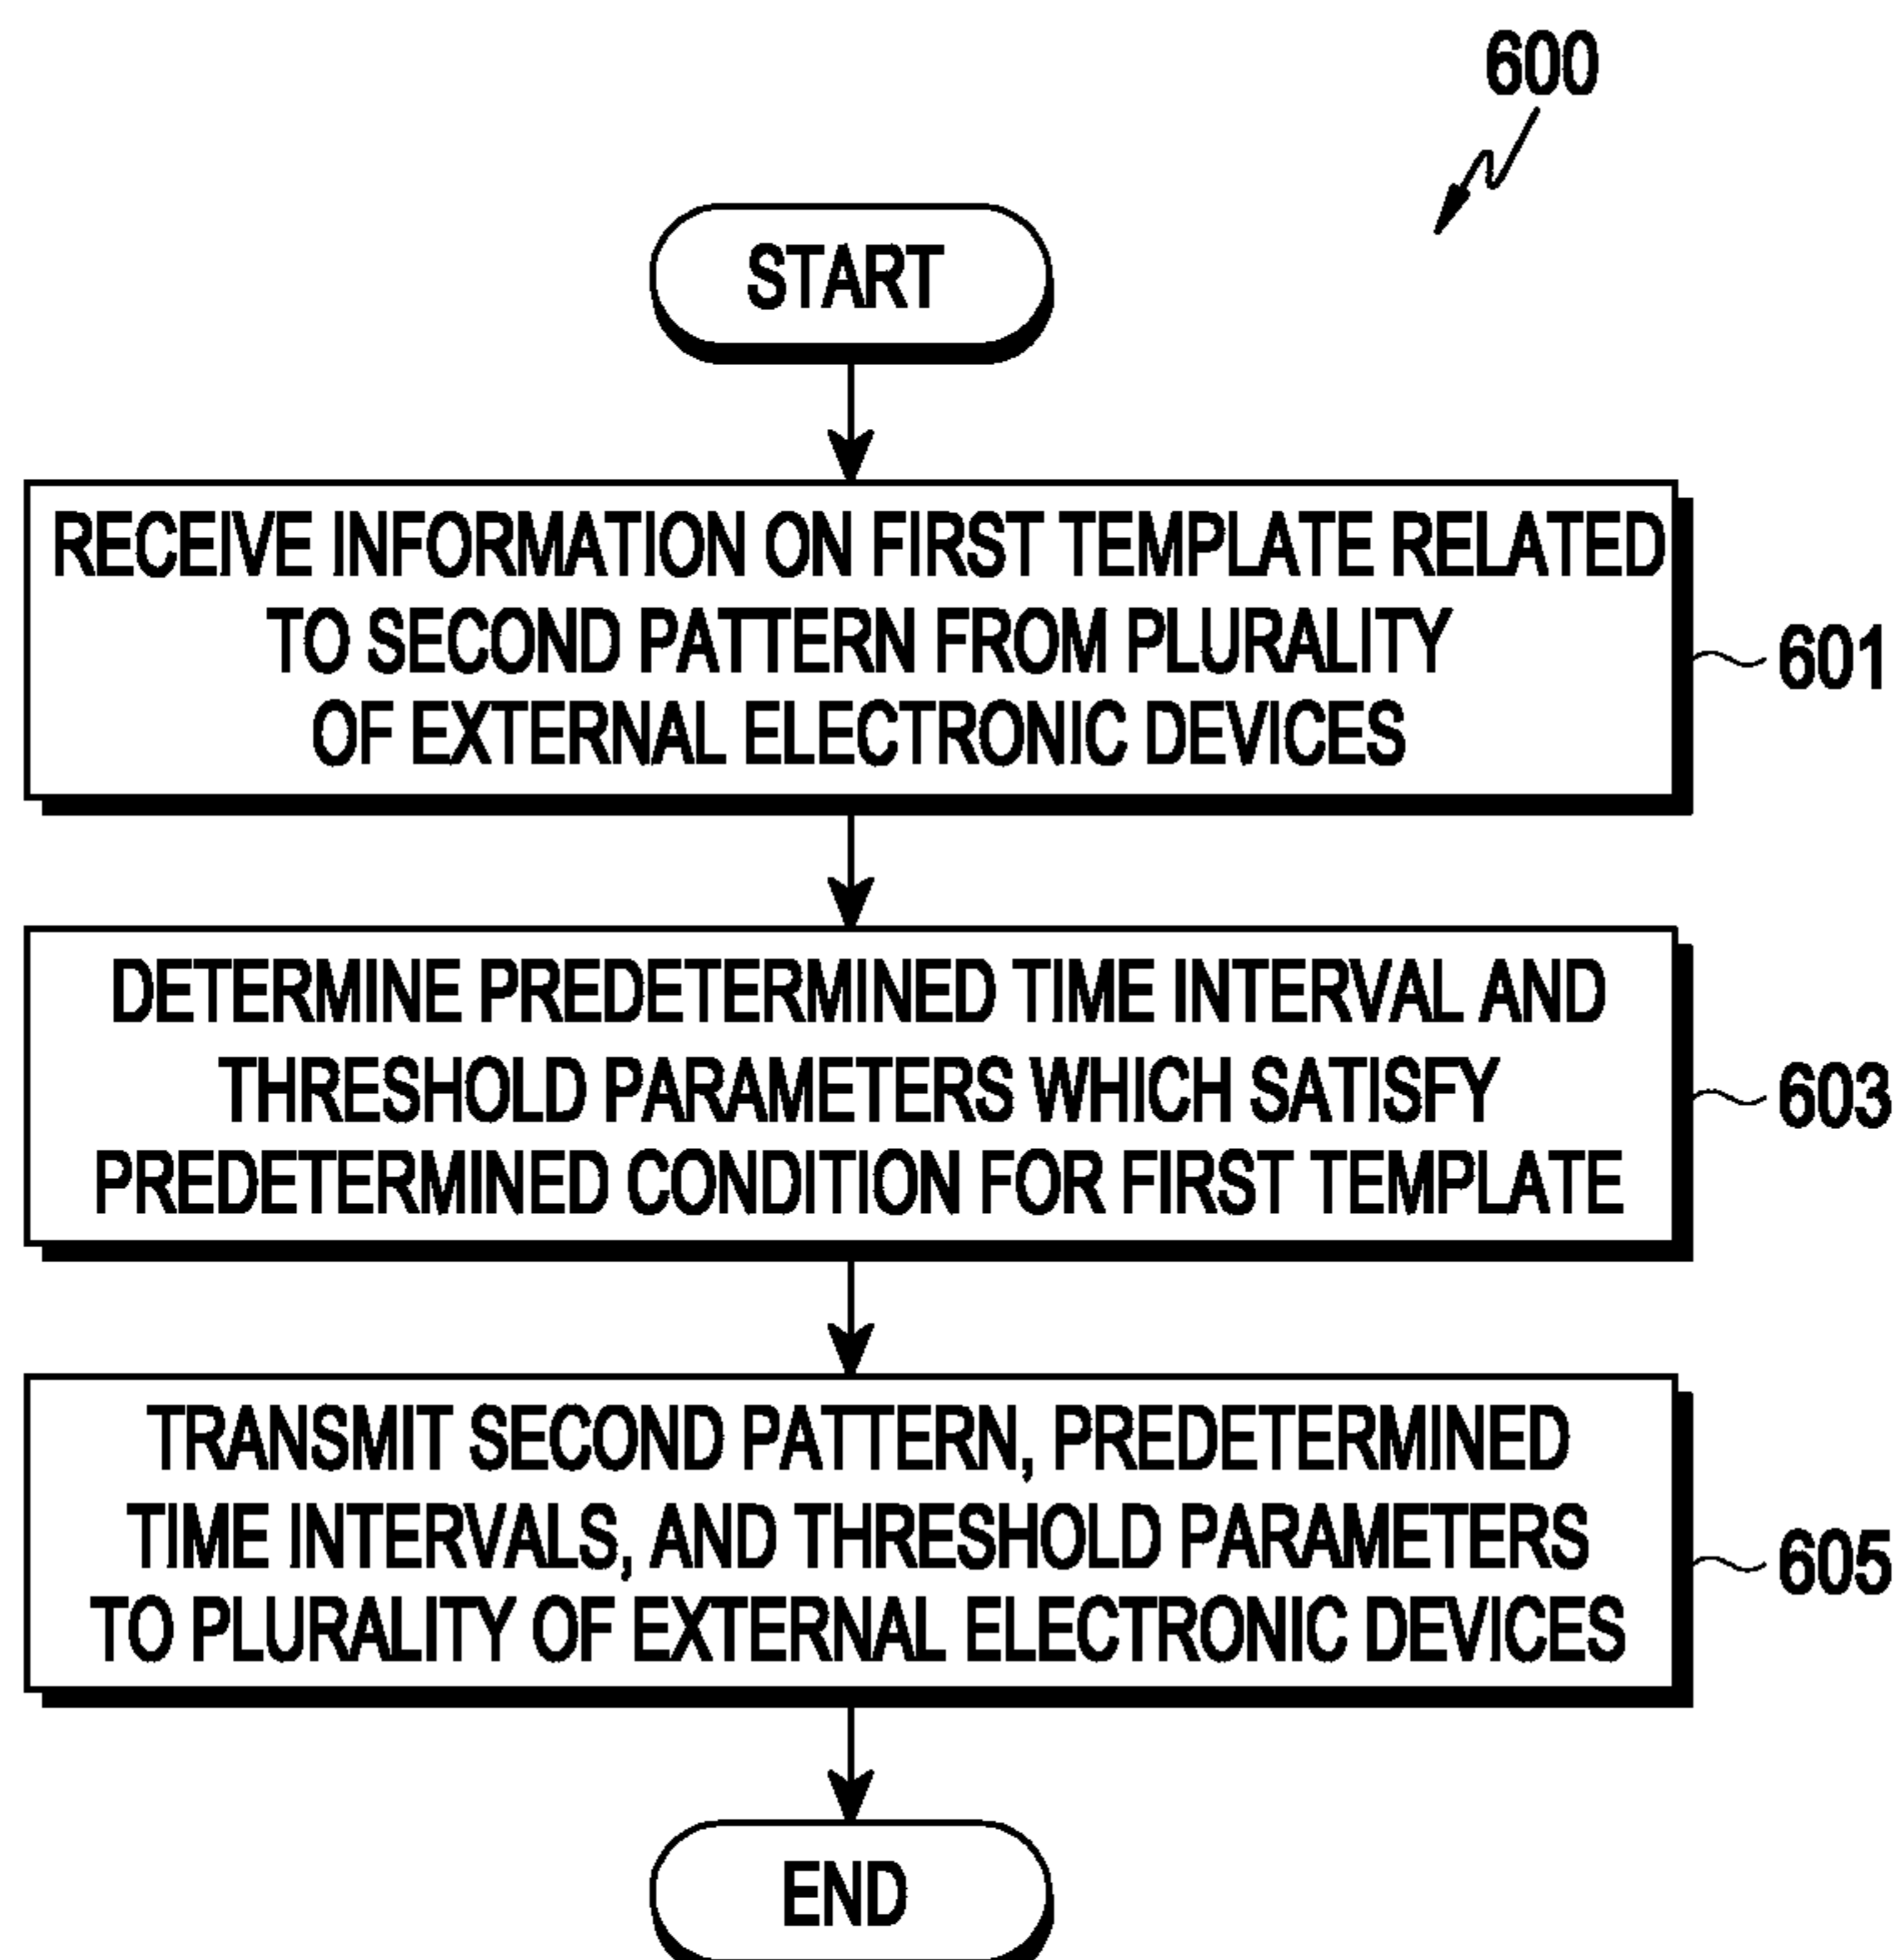 600
START
RECEIVE INFORMATION ON FIRST TEMPLATE RELATED
TO SECOND PATTERN FROM PLURALITY
OF EXTERNAL ELECTRONIC DEVICES
601
DETERMINE PREDETERMINED TIME INTERVAL AND
THRESHOLD PARAMETERS WHICH SATISFY
PREDETERMINED CONDITION FOR FIRST TEMPLATE
603
TRANSMIT SECOND PATTERN, PREDETERMINED
TIME INTERVALS, AND THRESHOLD PARAMETERS
TO PLURALITY OF EXTERNAL ELECTRONIC DEVICES
605
END